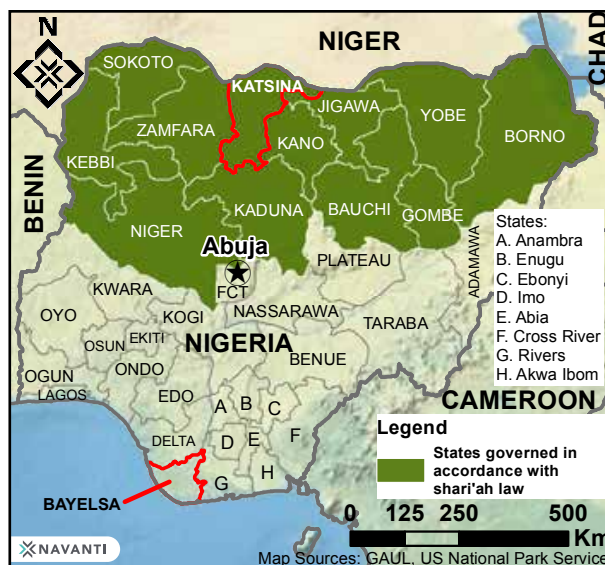 NIGER
CHAD
SOKOTO
KATSINA
JIGAWA
YOBE
ZAMFARA
KANO
BORNO
KEBBI
BENIN
KADUNA
BAUCHI
GOMBE
NIGER
Abuja
PLATEAU
ADAMAWA
FCT
KWARA
NASSARAWA
OYO
KOGI
TARABA
EKITI
OSUN
NIGERIA
BENUE
ONDO
OGUN
LAGOS
EDO
A
B
C
DELTA
D
E
F
G
H
BAYELSA
CAMEROON
States:
A. Anambra
B. Enugu
C. Ebonyi
D. Imo
E. Abia
F. Cross River
G. Rivers
H. Akwa Ibom
Legend
States governed in
accordance with
shari'ah law
0 125 250 500
Km
NAVANTI
Map Sources: GAUL, US National Park Service